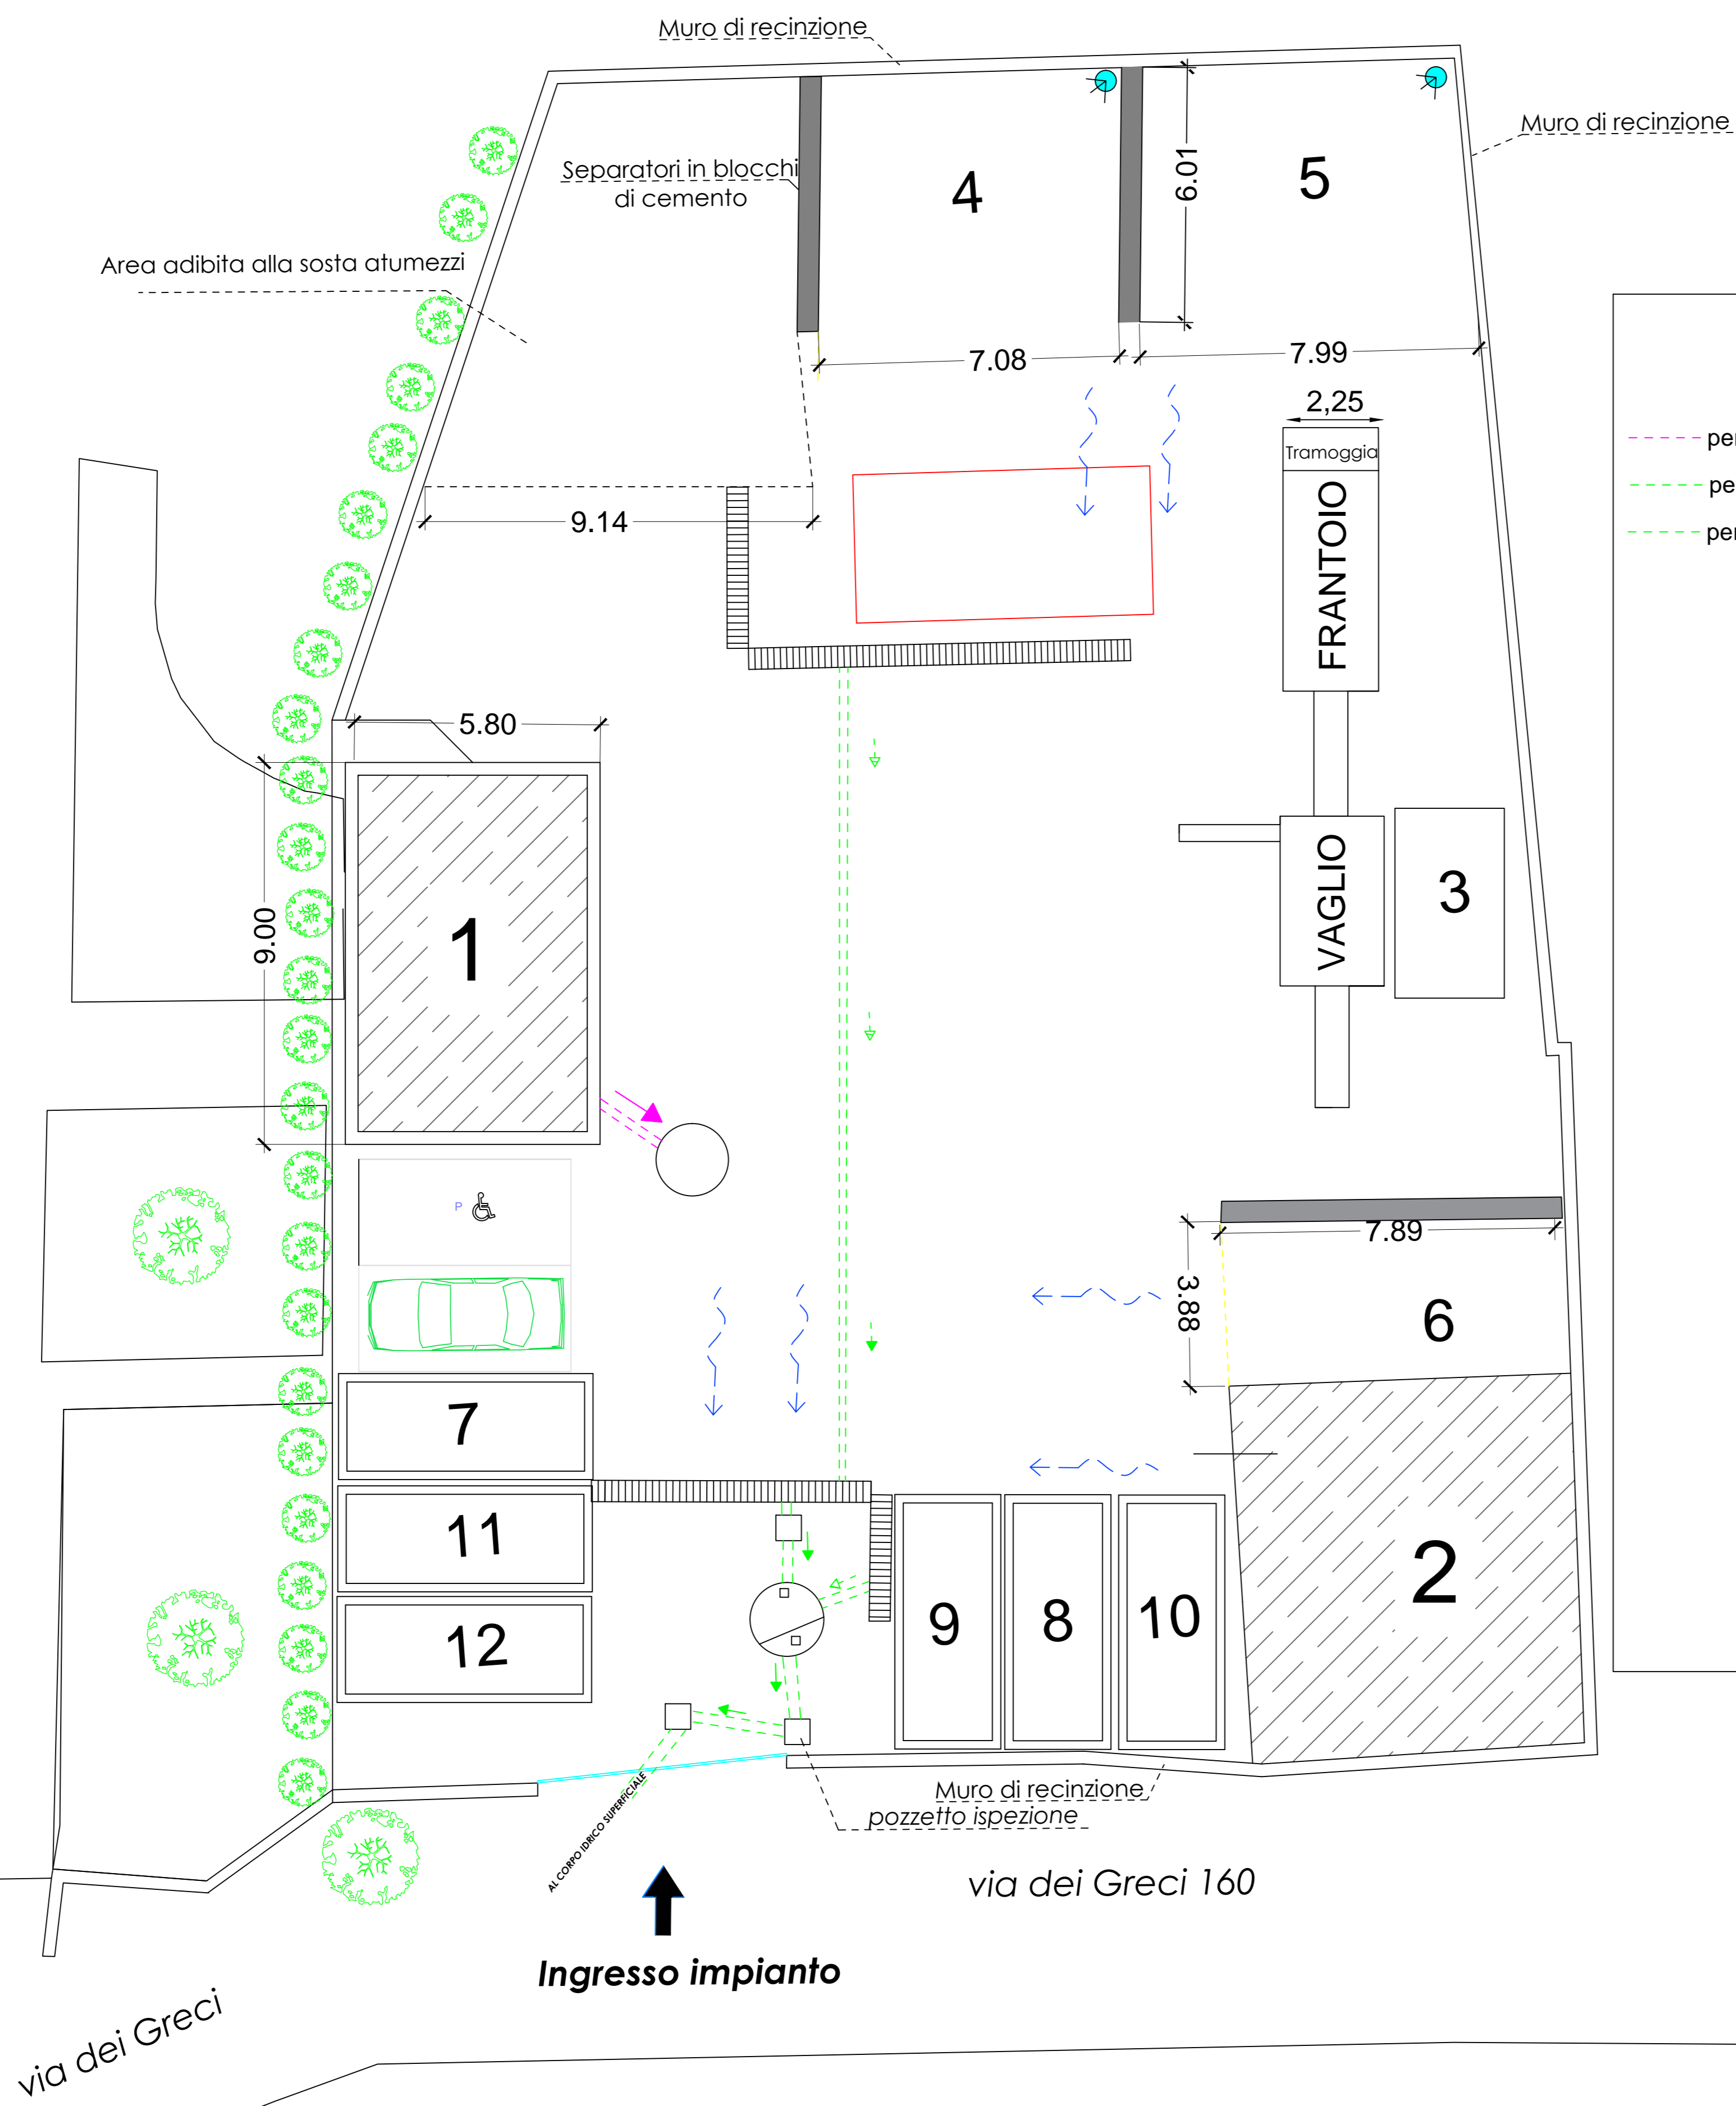 Muro di recinzione
Muro di recinzione
Separatori in blocchi
di cemento
4
5
6.01
Area adibita alla sosta atumezzi
7.08
7.99
2,25
Tramoggia
FRANTOIO
9.14
5.80
9.00
1
VAGLIO
3
P
7.89
3.88
6
7
11
12
9
8
10
2
AL CORPO IDRICO SUPERFICIALE
Muro di recinzione
pozzetto ispezione
via dei Greci 160
Ingresso impianto
via dei Greci